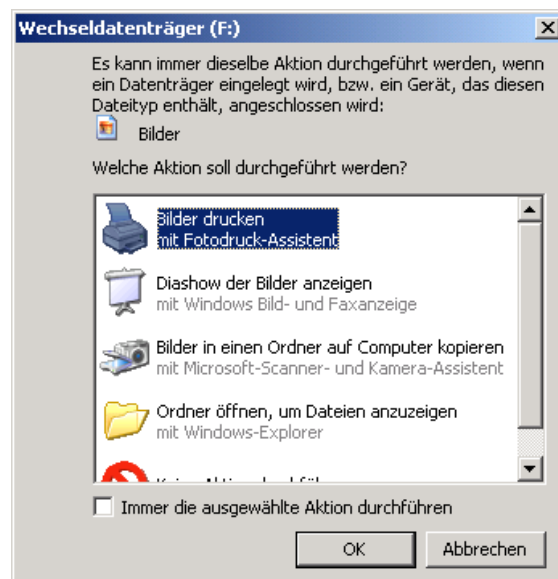 Wechseldatenträger (F:)
Es kann immer dieselbe Aktion durchgeführt werden, wenn
ein Datenträger eingelegt wird, bzw. ein Gerät, das diesen
Dateityp enthält, angeschlossen wird:
Bilder
Welche Aktion soll durchgeführt werden?
Bilder drucken
mit Fotodruck-Assistent
Diashow der Bilder anzeigen
mit Windows Bild- und Faxanzeige
Bilder in einen Ordner auf Computer kopieren
mit Microsoft-Scanner- und Kamera-Assistent
Ordner öffnen, um Dateien anzuzeigen
mit Windows-Explorer
Immer die ausgewählte Aktion durchführen
OK
Abbrechen